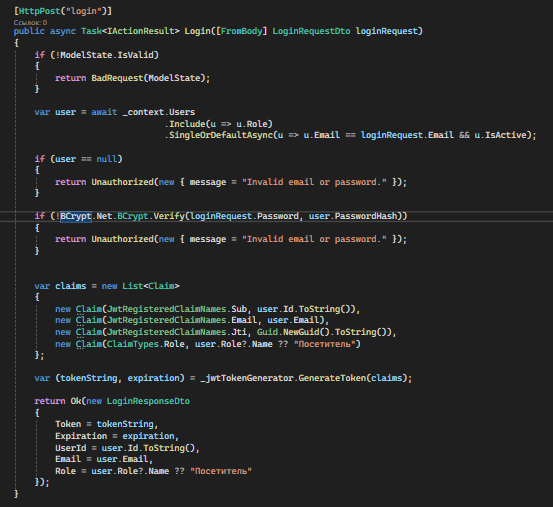 [HttpPost("login")]
Ссылок: 0
public async Task<IActionResult> Login([FromBody] LoginRequestDto loginRequest)
{
if (!ModelState.IsValid)
{
return BadRequest(ModelState);
}
var user = await _context.Users
.Include(u => u.Role)
.SingleOrDefaultAsync(u => u.Email == loginRequest.Email && u.IsActive);
if (user == null)
{
return Unauthorized(new { message = "Invalid email or password." });
}
if (!BCrypt.Net.BCrypt.Verify(loginRequest.Password, user.PasswordHash))
{
return Unauthorized(new { message = "Invalid email or password." });
}
var claims = new List<Claim>
{
new Claim(JwtRegisteredClaimNames.Sub, user.Id.ToString()),
new Claim(JwtRegisteredClaimNames.Email, user.Email),
new Claim(JwtRegisteredClaimNames.Jti, Guid.NewGuid().ToString()),
new Claim(ClaimTypes.Role, user.Role?.Name ?? "Посетитель")
};
var (tokenString, expiration) = _jwtTokenGenerator.GenerateToken(claims);
return Ok(new LoginResponseDto
{
Token = tokenString,
Expiration = expiration,
UserId = user.Id.ToString(),
Email = user.Email,
Role = user.Role?.Name ?? "Посетитель"
});
}